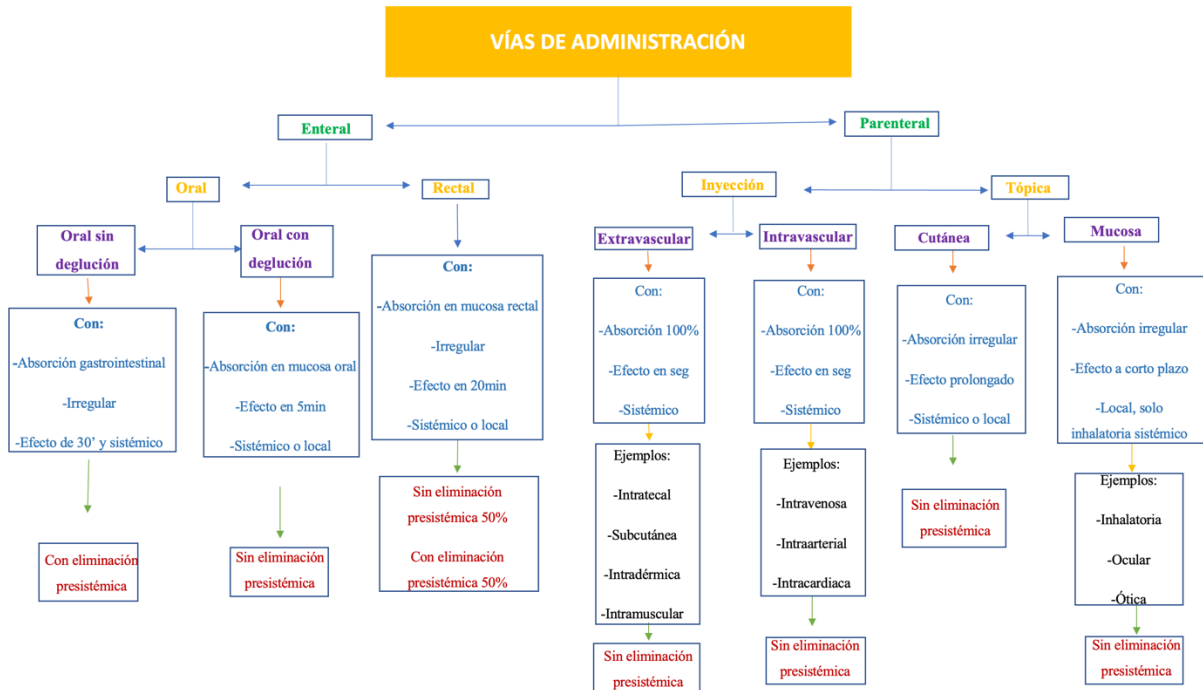 VÍAS DE ADMINISTRACIÓN
Enteral
Parenteral
Oral
Rectal
Inyección
Tópica
Oral sin
deglución
Oral con
deglución
Extravascular
Intravascular
Cutánea
Mucosa
Con:
-Absorción gastrointestinal
-Irregular
-Efecto de 30’ y sistémico
Con eliminación
presistémica
Con:
-Absorción en mucosa oral
-Efecto en 5min
-Sistémico o local
Sin eliminación
presistémica
Con:
-Absorción en mucosa rectal
-Irregular
-Efecto en 20min
-Sistémico o local
Sin eliminación
presistémica 50%
Con eliminación
presistémica 50%
Con:
-Absorción 100%
-Efecto en seg
-Sistémico
Ejemplos:
-Intratecal
-Subcutánea
-Intradérmica
-Intramuscular
Sin eliminación
presistémica
Con:
-Absorción 100%
-Efecto en seg
-Sistémico
Ejemplos:
-Intravenosa
-Intraarterial
-Intracardiaca
Sin eliminación
presistémica
Con:
-Absorción irregular
-Efecto prolongado
-Sistémico o local
Sin eliminación
presistémica
Con:
-Absorción irregular
-Efecto a corto plazo
-Local, solo
inhalatoria sistémico
Ejemplos:
-Inhalatoria
-Ocular
-Ótica
Sin eliminación
presistémica